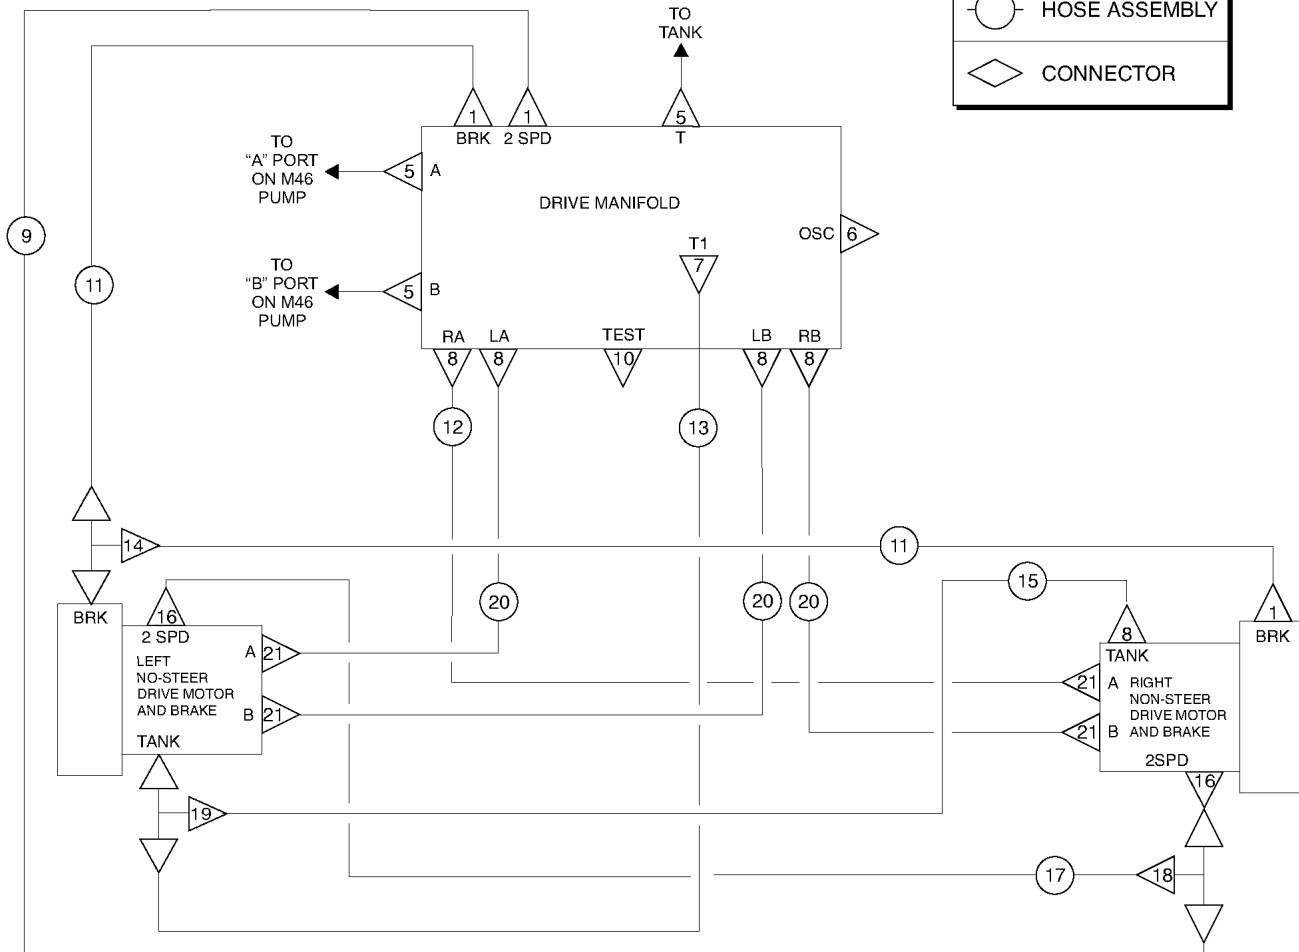 HOSE ASSEMBLY
CONNECTOR
TO
TANK
1
1
5
BRK
2 SPD
T
TO
"A" PORT
ON M46
PUMP
5
A
DRIVE MANIFOLD
9
OSC
6
T1
7
11
TO
"B" PORT
ON M46
PUMP
5
B
RA
LA
TEST
LB
RB
8
8
10
8
8
12
13
14
11
15
20
20
20
BRK
16
2 SPD
A
21
LEFT
NO-STEER
DRIVE MOTOR
AND BRAKE
B
21
TANK
1
BRK
8
TANK
21
A
RIGHT
NON-STEER
DRIVE MOTOR
AND BRAKE
21
B
2SPD
16
19
17
18